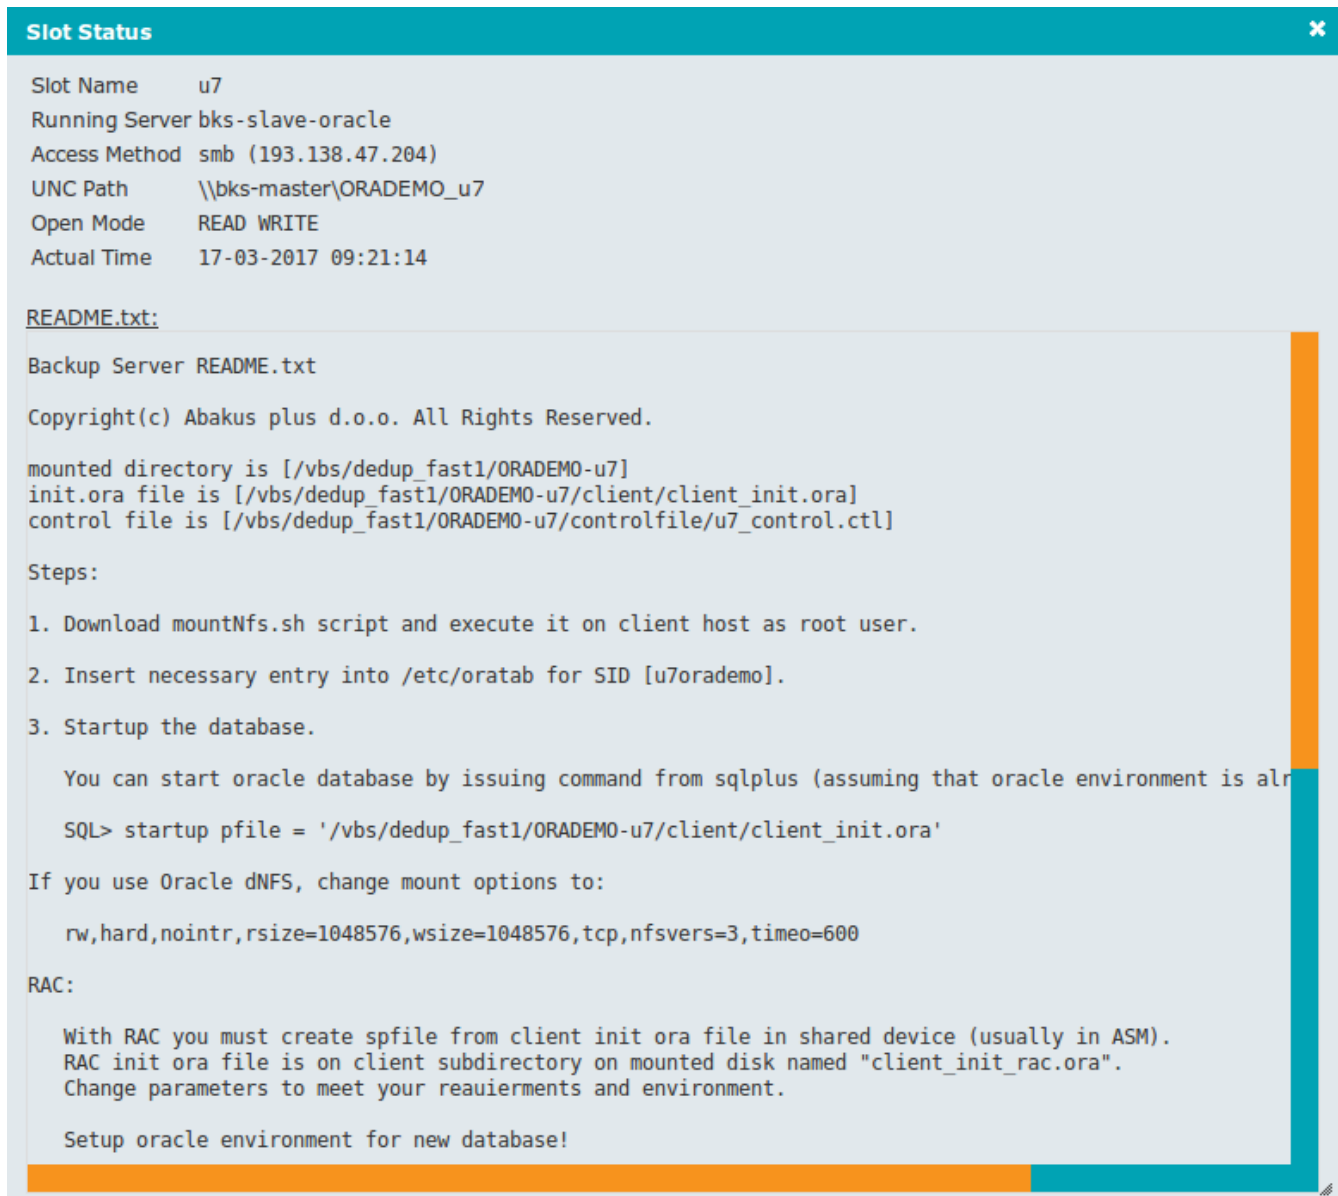 Slot Status
Slot Name u7
Running Server bks-slave-oracle
Access Method smb (193.138.47.204)
UNC Path \\bks-master\ORADEMO_u7
Open Mode READ WRITE
Actual Time 17-03-2017 09:21:14
README.txt:
Backup Server README.txt
Copyright(c) Abakus plus d.o.o. All Rights Reserved.
mounted directory is [/vbs/dedup_fast1/ORADEMO-u7]
init.ora file is [/vbs/dedup_fast1/ORADEMO-u7/client/client_init.ora]
control file is [/vbs/dedup_fast1/ORADEMO-u7/controlfile/u7_control.ctl]
Steps:
1. Download mountNfs.sh script and execute it on client host as root user.
2. Insert necessary entry into /etc/oratab for SID [u7orademo].
3. Startup the database.
You can start oracle database by issuing command from sqlplus (assuming that oracle environment is alr
SQL> startup pfile = '/vbs/dedup_fast1/ORADEMO-u7/client/client_init.ora'
If you use Oracle dNFS, change mount options to:
rw,hard,nointr,rsize=1048576,wsize=1048576,tcp,nfsvers=3,timeo=600
RAC:
With RAC you must create spfile from client init ora file in shared device (usually in ASM).
RAC init ora file is on client subdirectory on mounted disk named "client_init_rac.ora".
Change parameters to meet your reauierments and environment.
Setup oracle environment for new database!